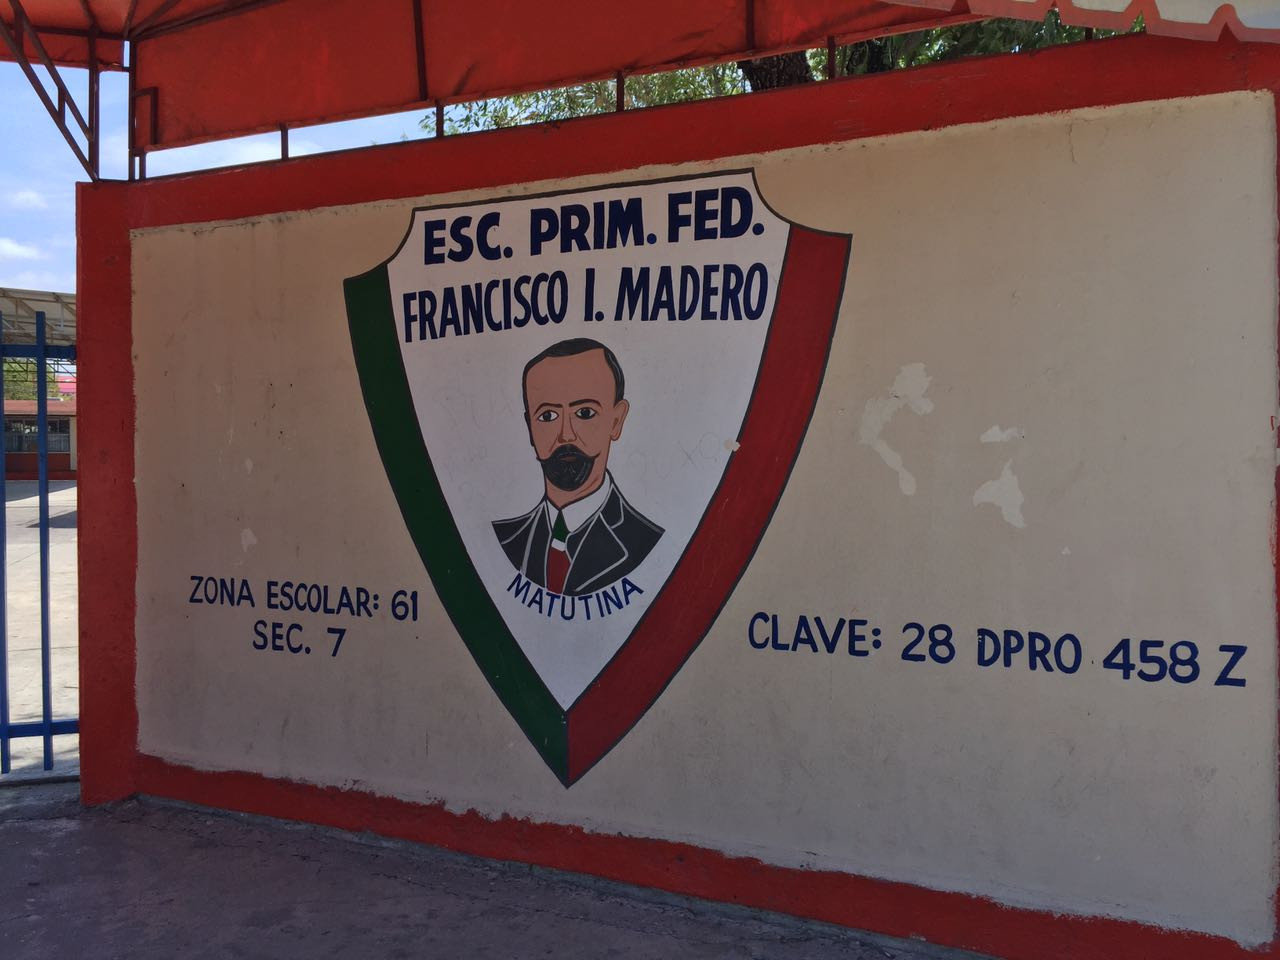 ESC. PRIM. FED.
FRANCISCO I. MADERO
MATUTINA
ZONA ESCOLAR: 61
SEC. 7
CLAVE: 28 DPRO 458 Z